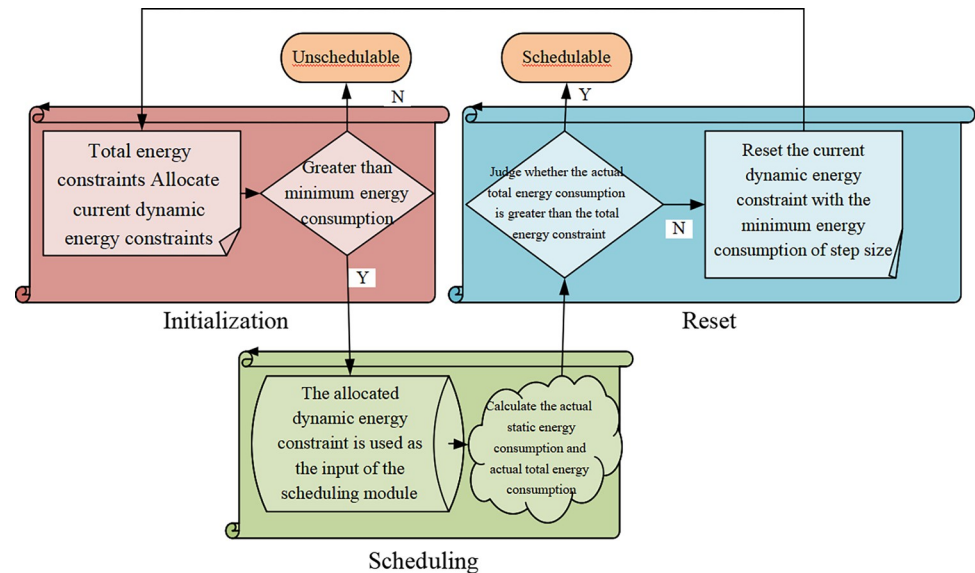 Unschedulable
Schedulable
N
Y
Total energy
constraints Allocate
current dynamic
energy constraints
Greater than
minimum energy
consumption
Y
Initialization
Judge whether the actual
total energy consumption
is greater than the total
energy constraint
N
Reset the current
dynamic energy
constraint with the
minimum energy
consumption of step size
Reset
The allocated
dynamic energy
constraint is used as
the input of the
scheduling module
Calculate the actual
static energy
consumption and
actual total energy
consumption
Scheduling